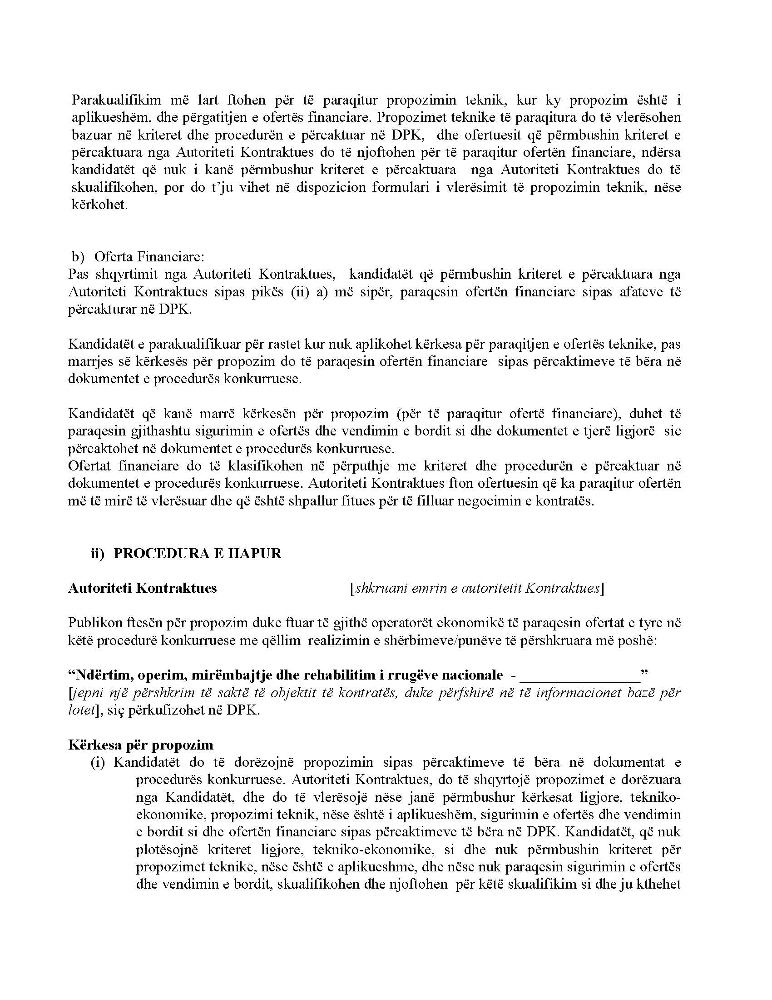 Parakualifikim më lart ftohen për të paraqitur propozimin teknik, kur ky propozim është i
aplikueshëm, dhe përgatitjen e ofertës financiare. Propozimet teknike të paraqitura do të vlerësohen
bazuar në kriteret dhe procedurën e përcaktuar në DPK,  dhe ofertuesit që përmbushin kriteret e
përcaktuara nga Autoriteti Kontraktues do të njoftohen për të paraqitur ofertën financiare, ndërsa
kandidatët që nuk i kanë përmbushur kriteret e përcaktuara  nga Autoriteti Kontraktues do të
skualifikohen, por do t’ju vihet në dispozicion formulari i vlerësimit të propozimin teknik, nëse
kërkohet.
b) Oferta Financiare:
Pas shqyrtimit nga Autoriteti Kontraktues,  kandidatët që përmbushin kriteret e përcaktuara nga
Autoriteti Kontraktues sipas pikës (ii) a) më sipër, paraqesin ofertën financiare sipas afateve të
përcakturar në DPK.
Kandidatët e parakualifikuar për rastet kur nuk aplikohet kërkesa për paraqitjen e ofertës teknike, pas
marrjes së kërkesës për propozim do të paraqesin ofertën financiare  sipas përcaktimeve të bëra në
dokumentet e procedurës konkurruese.
Kandidatët që kanë marrë kërkesën për propozim (për të paraqitur ofertë financiare), duhet të
paraqesin gjithashtu sigurimin e ofertës dhe vendimin e bordit si dhe dokumentet e tjerë ligjorë  sic
përcaktohet në dokumentet e procedurës konkurruese.
Ofertat financiare do të klasifikohen në përputhje me kriteret dhe procedurën e përcaktuar në
dokumentet e procedurës konkurruese. Autoriteti Kontraktues fton ofertuesin që ka paraqitur ofertën
më të mirë të vlerësuar dhe që është shpallur fitues për të filluar negocimin e kontratës.
ii) PROCEDURA E HAPUR
Autoriteti Kontraktues [shkruani emrin e autoritetit Kontraktues]
Publikon ftesën për propozim duke ftuar të gjithë operatorët ekonomikë të paraqesin ofertat e tyre në
këtë procedurë konkurruese me qëllim  realizimin e shërbimeve/punëve të përshkruara më poshë:
“Ndërtim, operim, mirëmbajtje dhe rehabilitim i rrugëve nacionale  - ________________”
[jepni një përshkrim të saktë të objektit të kontratës, duke përfshirë në të informacionet bazë për
lotet], siç përkufizohet në DPK.
Kërkesa për propozim
(i) Kandidatët do të dorëzojnë propozimin sipas përcaktimeve të bëra në dokumentat e
procedurës konkurruese. Autoriteti Kontraktues, do të shqyrtojë propozimet e dorëzuara
nga Kandidatët, dhe do të vlerësojë nëse janë përmbushur kërkesat ligjore, tekniko-
ekonomike, propozimi teknik, nëse është i aplikueshëm, sigurimin e ofertës dhe vendimin
e bordit si dhe ofertën financiare sipas përcaktimeve të bëra në DPK. Kandidatët, që nuk
plotësojnë kriteret ligjore, tekniko-ekonomike, si dhe nuk përmbushin kriteret për
propozimet teknike, nëse është e aplikueshme, dhe nëse nuk paraqesin sigurimin e ofertës
dhe vendimin e bordit, skualifikohen dhe njoftohen  për këtë skualifikim si dhe ju kthehet